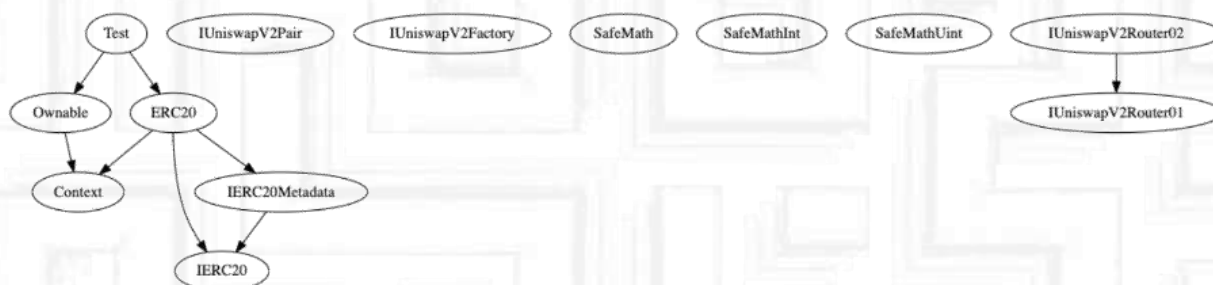 Test
IUniswapV2Pair
IUniswapV2Factory
SafeMath
SafeMathInt
SafeMathUint
IUniswapV2Router02
Ownable
ERC20
IUniswapV2Router01
Context
IERC20Metadata
IERC20